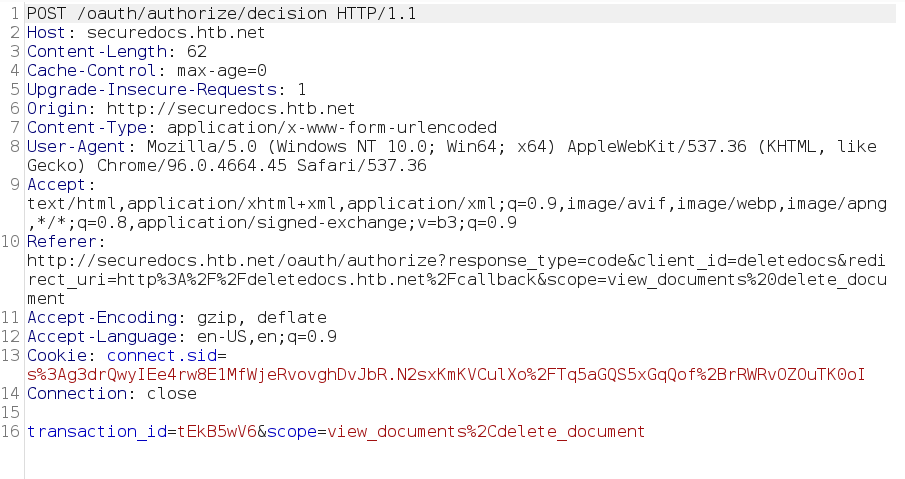 1 POST /oauth/authorize/decision HTTP/1.1
2 Host: securedocs.htb.net
3 Content-Length: 62
4 Cache-Control: max-age=0
5 Upgrade-Insecure-Requests: 1
6 Origin: http://securedocs.htb.net
7 Content-Type: application/x-www-form-urlencoded
8 User-Agent: Mozilla/5.0 (Windows NT 10.0; Win64; x64) AppleWebKit/537.36 (KHTML, like
Gecko) Chrome/96.0.4664.45 Safari/537.36
9 Accept:
text/html,application/xhtml+xml,application/xml;q=0.9,image/avif,image/webp,image/apng
,*/*;q=0.8,application/signed-exchange;v=b3;q=0.9
10 Referer:
http://securedocs.htb.net/oauth/authorize?response_type=code&client_id=deletedocs&redi
rect_uri=http%3A%2F%2Fdeletedocs.htb.net%2Fcallback&scope=view_documents%20delete_docu
ment
11 Accept-Encoding: gzip, deflate
12 Accept-Language: en-US,en;q=0.9
13 Cookie: connect.sid=
s%3Ag3drQwyIEe4rw8E1MfWjeRvovghDvJbR.N2sxKmKVCulXo%2FTq5aGQS5xGqQof%2BrRWRvOZOuTK0oI
14 Connection: close
15
16 transaction_id=tEkB5wV6&scope=view_documents%2Cdelete_document